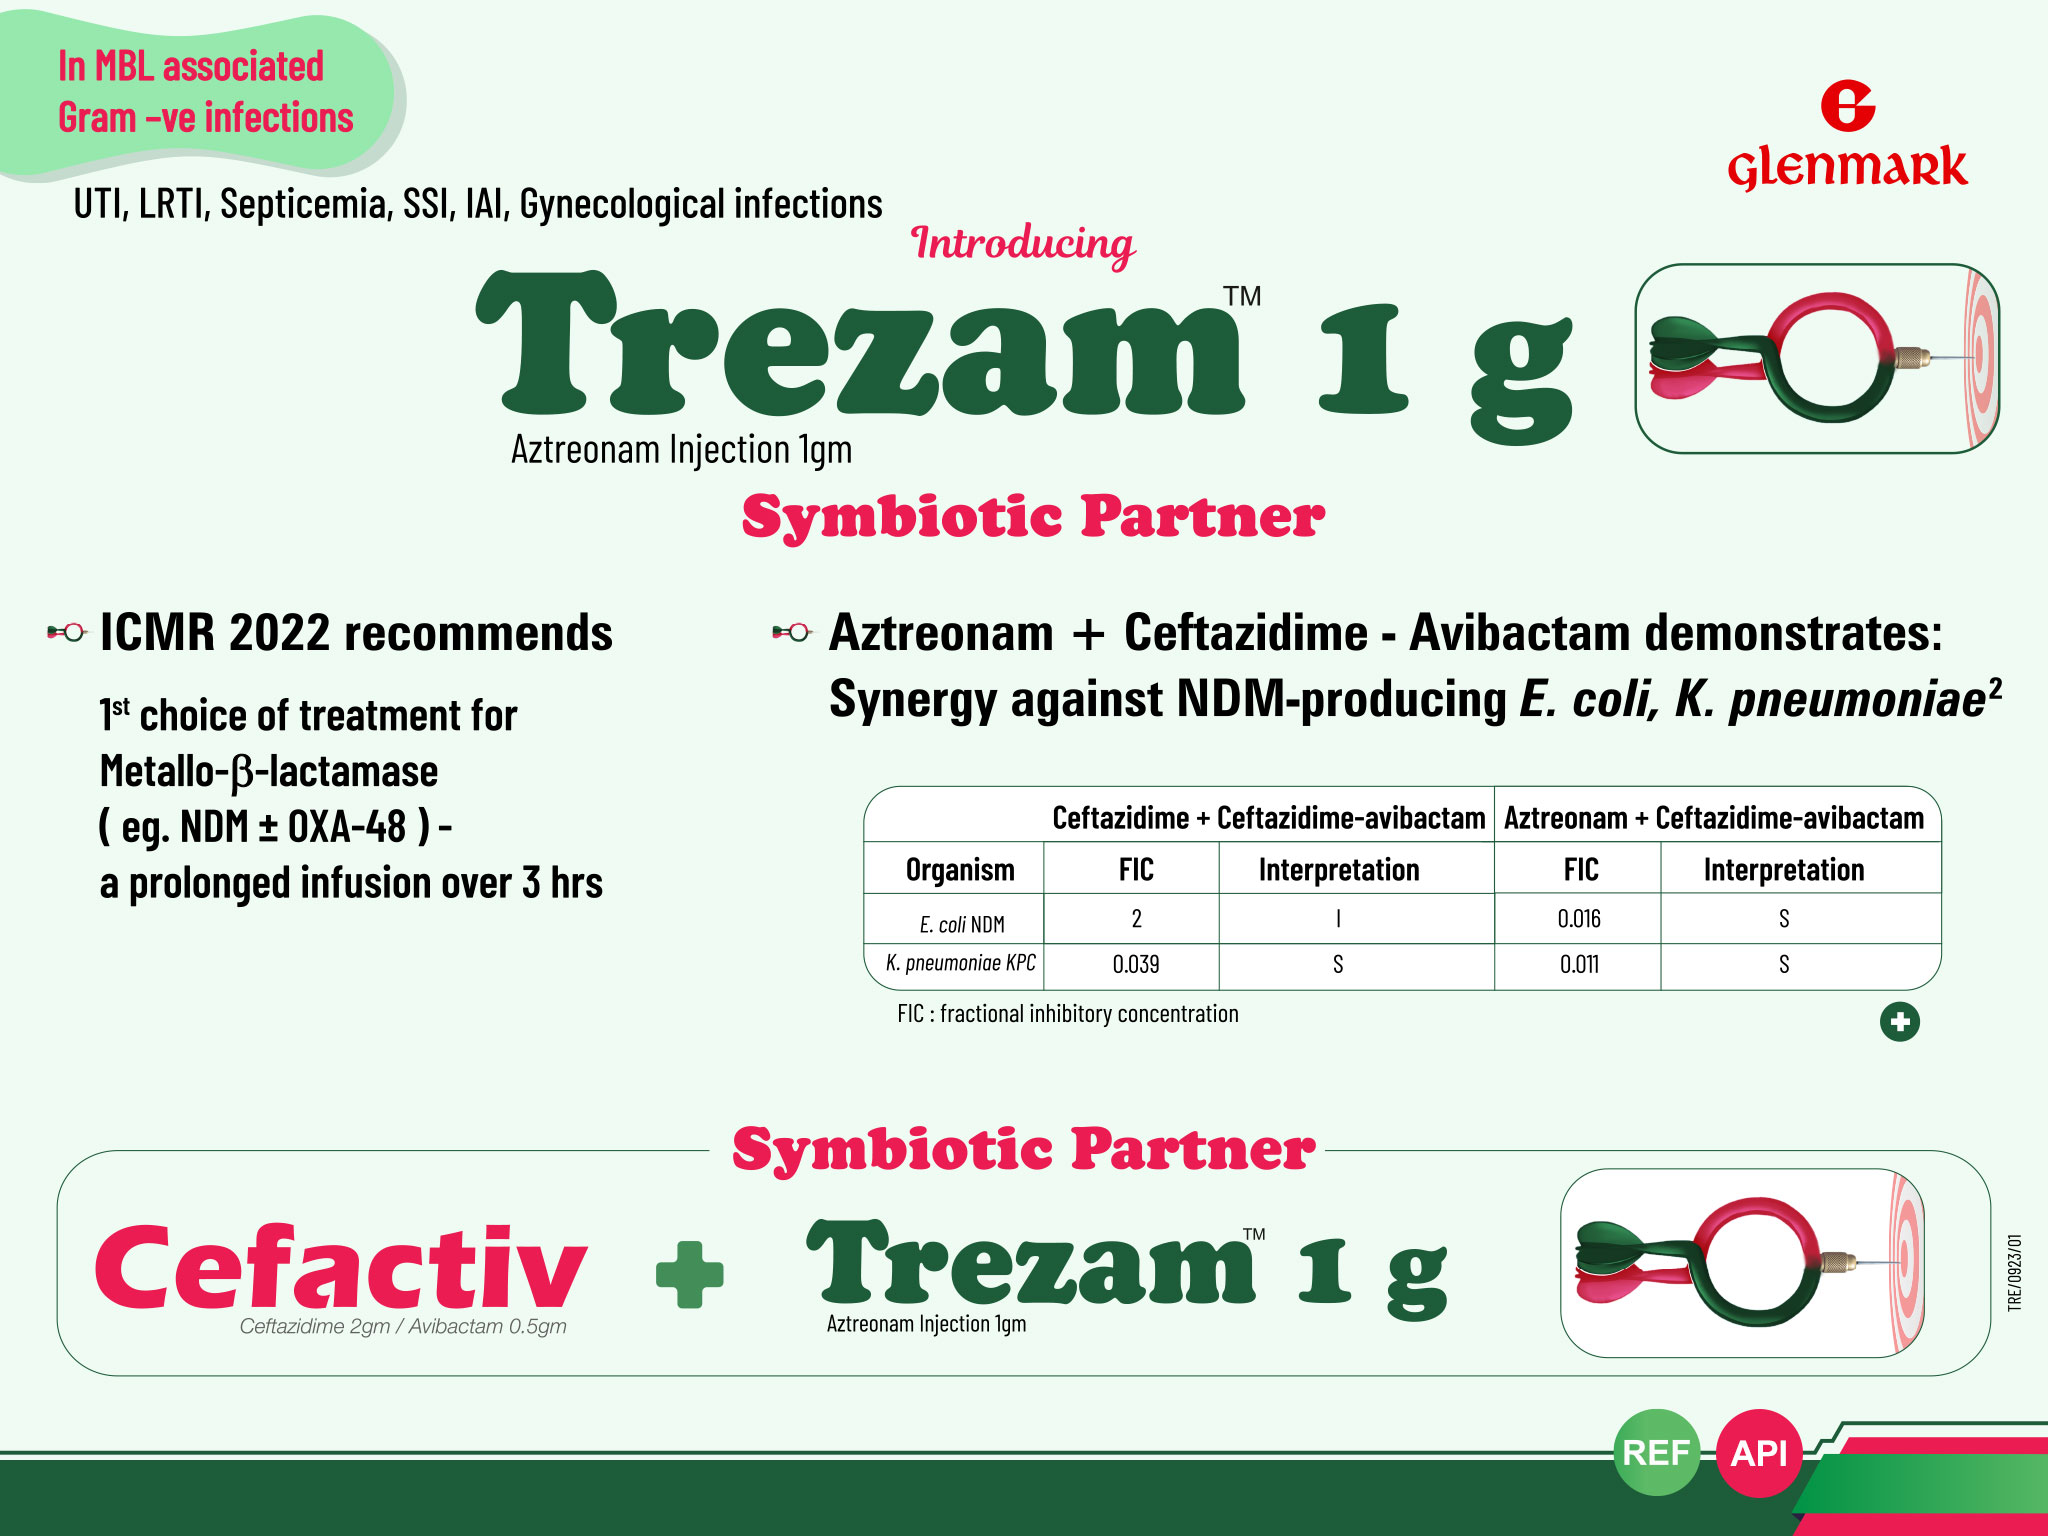 In MBL associated
Gram –ve infections
UTI, LRTI, Septicemia, SSI, IAI, Gynecological infections
Glenmark
Introducing
Trezam™ 1 g
Aztreonam Injection 1gm
Symbiotic Partner
ICMR 2022 recommends
1st choice of treatment for
Metallo-β-lactamase
( eg. NDM ± OXA-48 ) -
a prolonged infusion over 3 hrs
Aztreonam + Ceftazidime - Avibactam demonstrates:
Synergy against NDM-producing E. coli, K. pneumoniae²
Ceftazidime + Ceftazidime-avibactam Aztreonam + Ceftazidime-avibactam
Organism FIC Interpretation FIC Interpretation
E. coli NDM 2 I 0.016 S
K. pneumoniae KPC 0.039 S 0.011 S
FIC : fractional inhibitory concentration
Symbiotic Partner
Cefactiv + Trezam™ 1 g
Ceftazidime 2gm / Avibactam 0.5gm
Aztreonam Injection 1gm
TRE/0923/01
REF API